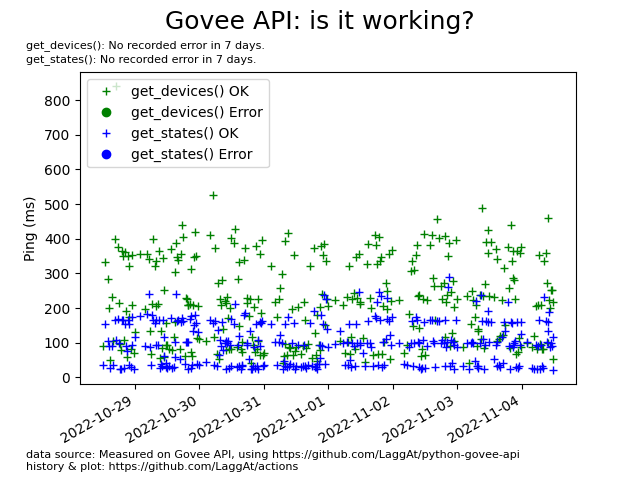 Govee API: is it working?
get_devices(): No recorded error in 7 days.
get_states(): No recorded error in 7 days.
get_devices() OK
get_devices() Error
get_states() OK
get_states() Error
Ping (ms)
800
700
600
500
400
300
200
100
0
2022-10-29
2022-10-30
2022-10-31
2022-11-01
2022-11-02
2022-11-03
2022-11-04
data source: Measured on Govee API, using https://github.com/LaggAt/python-govee-api
history & plot: https://github.com/LaggAt/actions